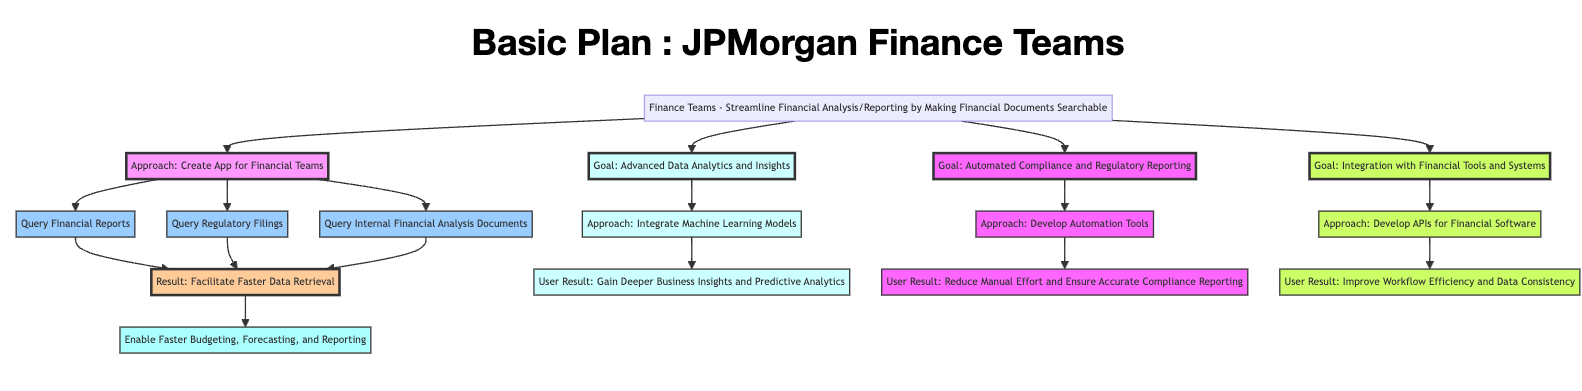 Basic Plan : JPMorgan Finance Teams
Finance Teams - Streamline Financial Analysis/Reporting by Making Financial Documents Searchable
Approach: Create App for Financial Teams
Goal: Advanced Data Analytics and Insights
Goal: Automated Compliance and Regulatory Reporting
Goal: Integration with Financial Tools and Systems
Query Financial Reports
Query Regulatory Filings
Query Internal Financial Analysis Documents
Approach: Integrate Machine Learning Models
Approach: Develop Automation Tools
Approach: Develop APIs for Financial Software
Result: Facilitate Faster Data Retrieval
User Result: Gain Deeper Business Insights and Predictive Analytics
User Result: Reduce Manual Effort and Ensure Accurate Compliance Reporting
User Result: Improve Workflow Efficiency and Data Consistency
Enable Faster Budgeting, Forecasting, and Reporting